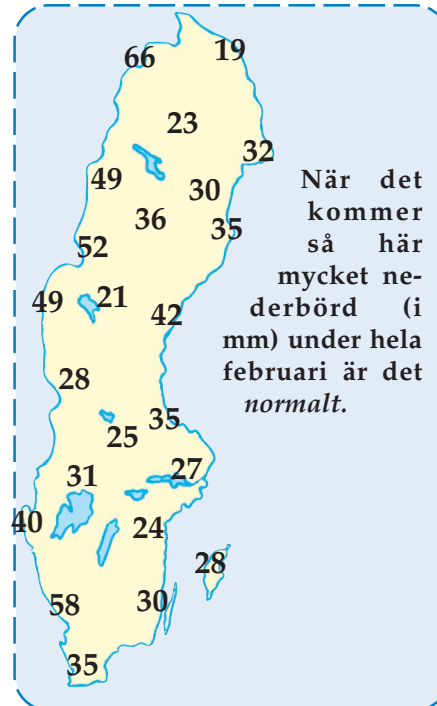 66 19
23
32
49
30
När det
kommer
36
35
så här
52
mycket ne-
49 21
derbörd (i
42
mm) under hela
februari är det
28
normalt.
35
25
27
31
40
24
28
58
30
35